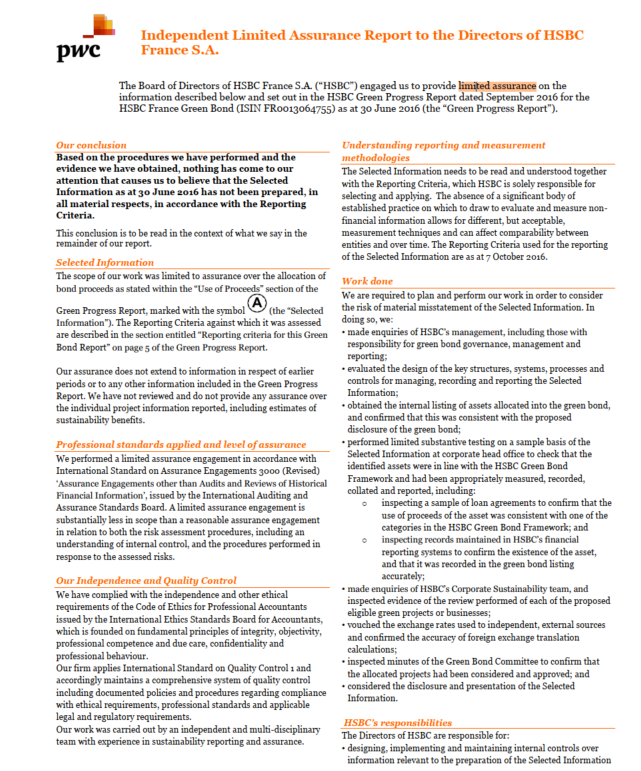 pwc
Independent Limited Assurance Report to the Directors of HSBC
France S.A.
The Board of Directors of HSBC France S.A. (“HSBC”) engaged us to provide limited assurance on the
information described below and set out in the HSBC Green Progress Report dated September 2016 for the
HSBC France Green Bond (ISIN FR0013064755) as at 30 June 2016 (the “Green Progress Report”).
Our conclusion
Based on the procedures we have performed and the
evidence we have obtained, nothing has come to our
attention that causes us to believe that the Selected
Information as at 30 June 2016 has not been prepared, in
all material respects, in accordance with the Reporting
Criteria.
This conclusion is to be read in the context of what we say in the
remainder of our report.
Selected Information
The scope of our work was limited to assurance over the allocation of
bond proceeds as stated within the “Use of Proceeds” section of the
Green Progress Report, marked with the symbol Ⓐ (the “Selected
Information”). The Reporting Criteria against which it was assessed
are described in the section entitled “Reporting criteria for this Green
Bond Report” on page 5 of the Green Progress Report.
Our assurance does not extend to information in respect of earlier
periods or to any other information included in the Green Progress
Report. We have not reviewed and do not provide any assurance over
the individual project information reported, including estimates of
sustainability benefits.
Professional standards applied and level of assurance
We performed a limited assurance engagement in accordance with
International Standard on Assurance Engagements 3000 (Revised)
‘Assurance Engagements other than Audits and Reviews of Historical
Financial Information’, issued by the International Auditing and
Assurance Standards Board. A limited assurance engagement is
substantially less in scope than a reasonable assurance engagement
in relation to both the risk assessment procedures, including an
understanding of internal control, and the procedures performed in
response to the assessed risks.
Our Independence and Quality Control
We have complied with the independence and other ethical
requirements of the Code of Ethics for Professional Accountants
issued by the International Ethics Standards Board for Accountants,
which is founded on fundamental principles of integrity, objectivity,
professional competence and due care, confidentiality and
professional behaviour.
Our firm applies International Standard on Quality Control 1 and
accordingly maintains a comprehensive system of quality control
including documented policies and procedures regarding compliance
with ethical requirements, professional standards and applicable
legal and regulatory requirements.
Our work was carried out by an independent and multi-disciplinary
team with experience in sustainability reporting and assurance.
Understanding reporting and measurement
methodologies
The Selected Information needs to be read and understood together
with the Reporting Criteria, which HSBC is solely responsible for
selecting and applying. The absence of a significant body of
established practice on which to draw to evaluate and measure non-
financial information allows for different, but acceptable,
measurement techniques and can affect comparability between
entities and over time. The Reporting Criteria used for the reporting
of the Selected Information are as at 7 October 2016.
Work done
We are required to plan and perform our work in order to consider
the risk of material misstatement of the Selected Information. In
doing so, we:
• made enquiries of HSBC’s management, including those with
responsibility for green bond governance, management and
reporting;
• evaluated the design of the key structures, systems, processes and
controls for managing, recording and reporting the Selected
Information;
• obtained the internal listing of assets allocated into the green bond,
and confirmed that this was consistent with the proposed
disclosure of the green bond;
• performed limited substantive testing on a sample basis of the
Selected Information at corporate head office to check that the
identified assets were in line with the HSBC Green Bond
Framework and had been appropriately measured, recorded,
collated and reported, including:
o inspecting a sample of loan agreements to confirm that the
use of proceeds of the asset was consistent with one of the
categories in the HSBC Green Bond Framework; and
o inspecting records maintained in HSBC’s financial
reporting systems to confirm the existence of the asset,
and that it was recorded in the green bond listing
accurately;
• made enquiries of HSBC’s Corporate Sustainability team, and
inspected evidence of the review performed of each of the proposed
eligible green projects or businesses;
• vouched the exchange rates used to independent, external sources
and confirmed the accuracy of foreign exchange translation
calculations;
• inspected minutes of the Green Bond Committee to confirm that
the allocated projects had been considered and approved; and
• considered the disclosure and presentation of the Selected
Information.
HSBC’s responsibilities
The Directors of HSBC are responsible for:
• designing, implementing and maintaining internal controls over
information relevant to the preparation of the Selected Information